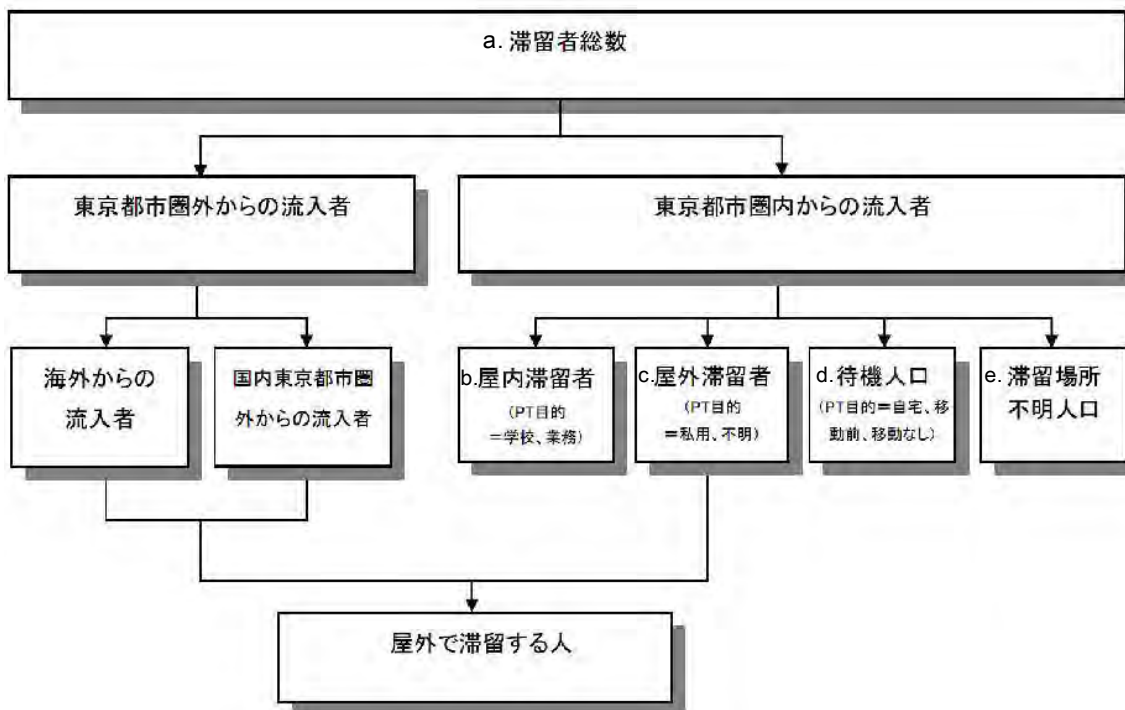 a. 滞留者総数
東京都市圏外からの流入者
東京都市圏内からの流入者
海外からの
流入者
国内東京都市圏
外からの流入者
b.屋内滞留者
(PT目的
＝学校、業務)
c.屋外滞留者
(PT目的
＝私用、不明)
d.待機人口
(PT目的＝自宅、移
動前、移動なし)
e. 滞留場所
不明人口
屋外で滞留する人